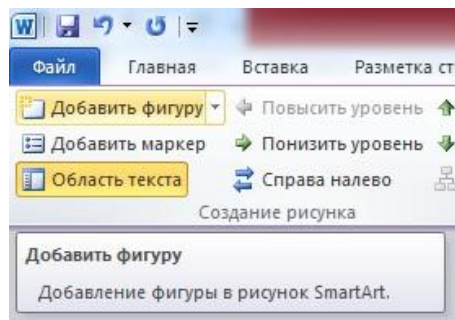 W
Файл Главная Вставка Разметка ст
Добавить фигуру Повысить уровень
Добавить маркер Понизить уровень
Область текста Справа налево
Создание рисунка
Добавить фигуру
Добавление фигуры в рисунок SmartArt.